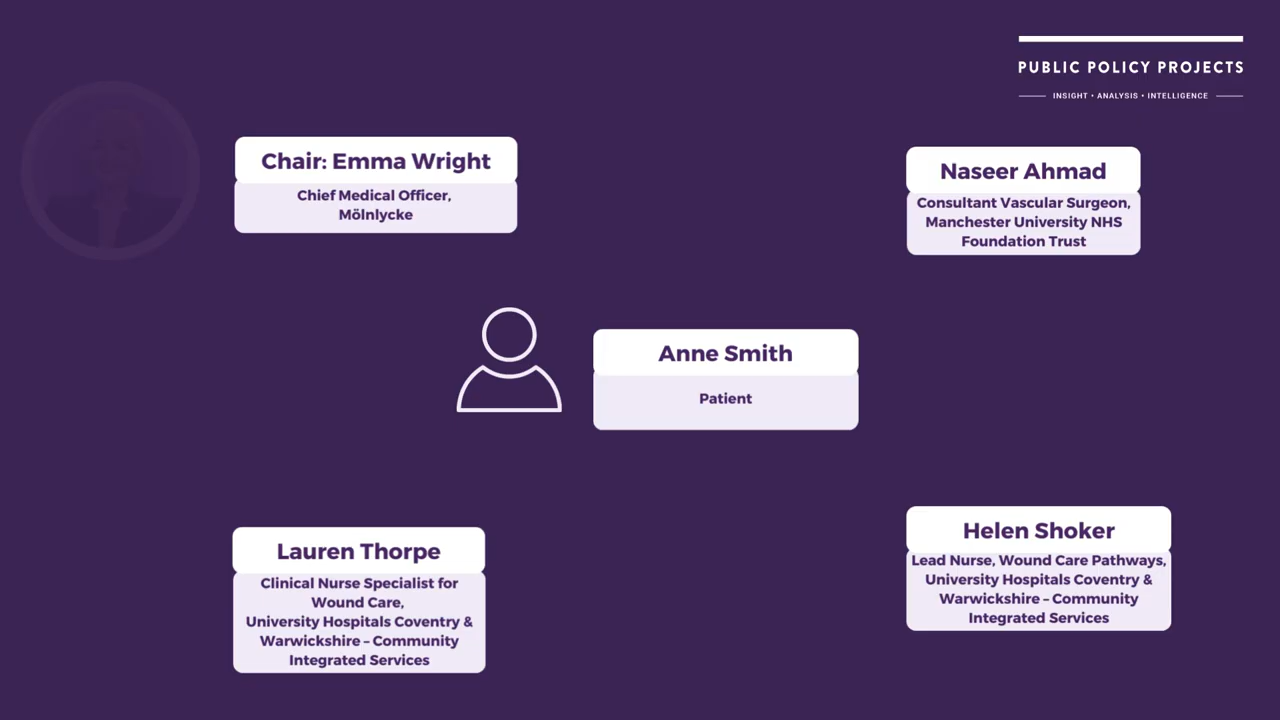 PUBLIC POLICY PROJECTS
INSIGHT • ANALYSIS • INTELLIGENCE
Chair: Emma Wright
Chief Medical Officer,
Mölnlycke
Naseer Ahmad
Consultant Vascular Surgeon,
Manchester University NHS
Foundation Trust
Anne Smith
Patient
Lauren Thorpe
Clinical Nurse Specialist for
Wound Care,
University Hospitals Coventry &
Warwickshire – Community
Integrated Services
Helen Shoker
Lead Nurse, Wound Care Pathways,
University Hospitals Coventry &
Warwickshire – Community
Integrated Services